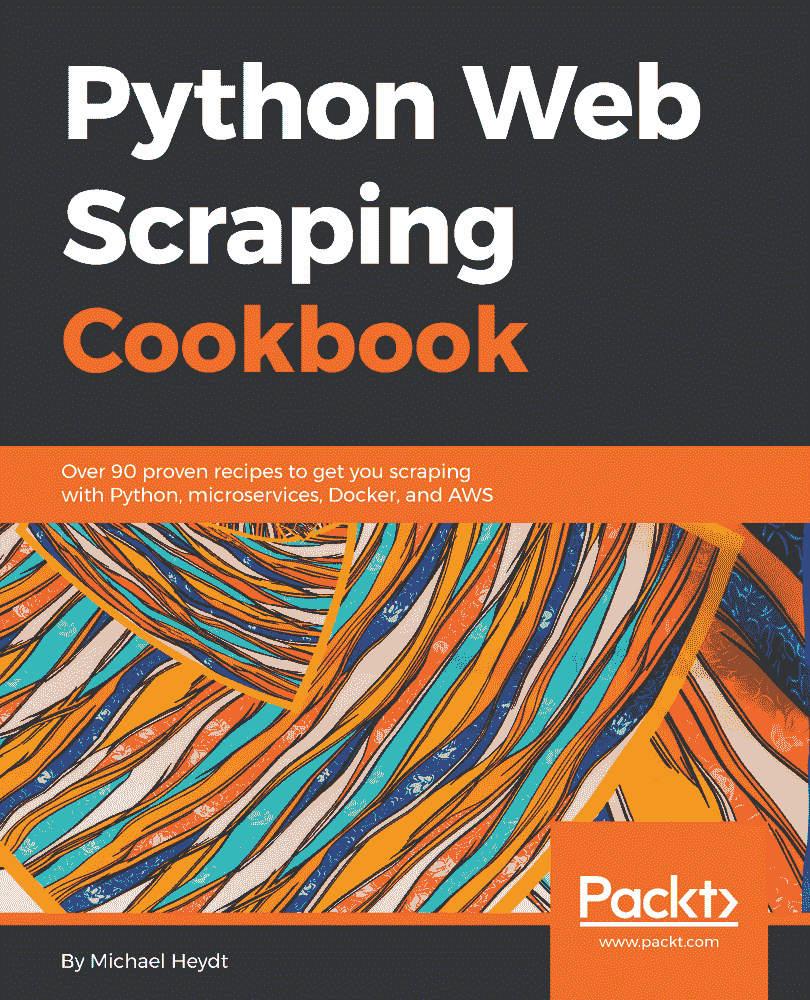 Python Web
Scraping
Cookbook
Over 90 proven recipes to get you scraping
with Python, microservices, Docker, and AWS
Packt>
www.packt.com
By Michael Heydt